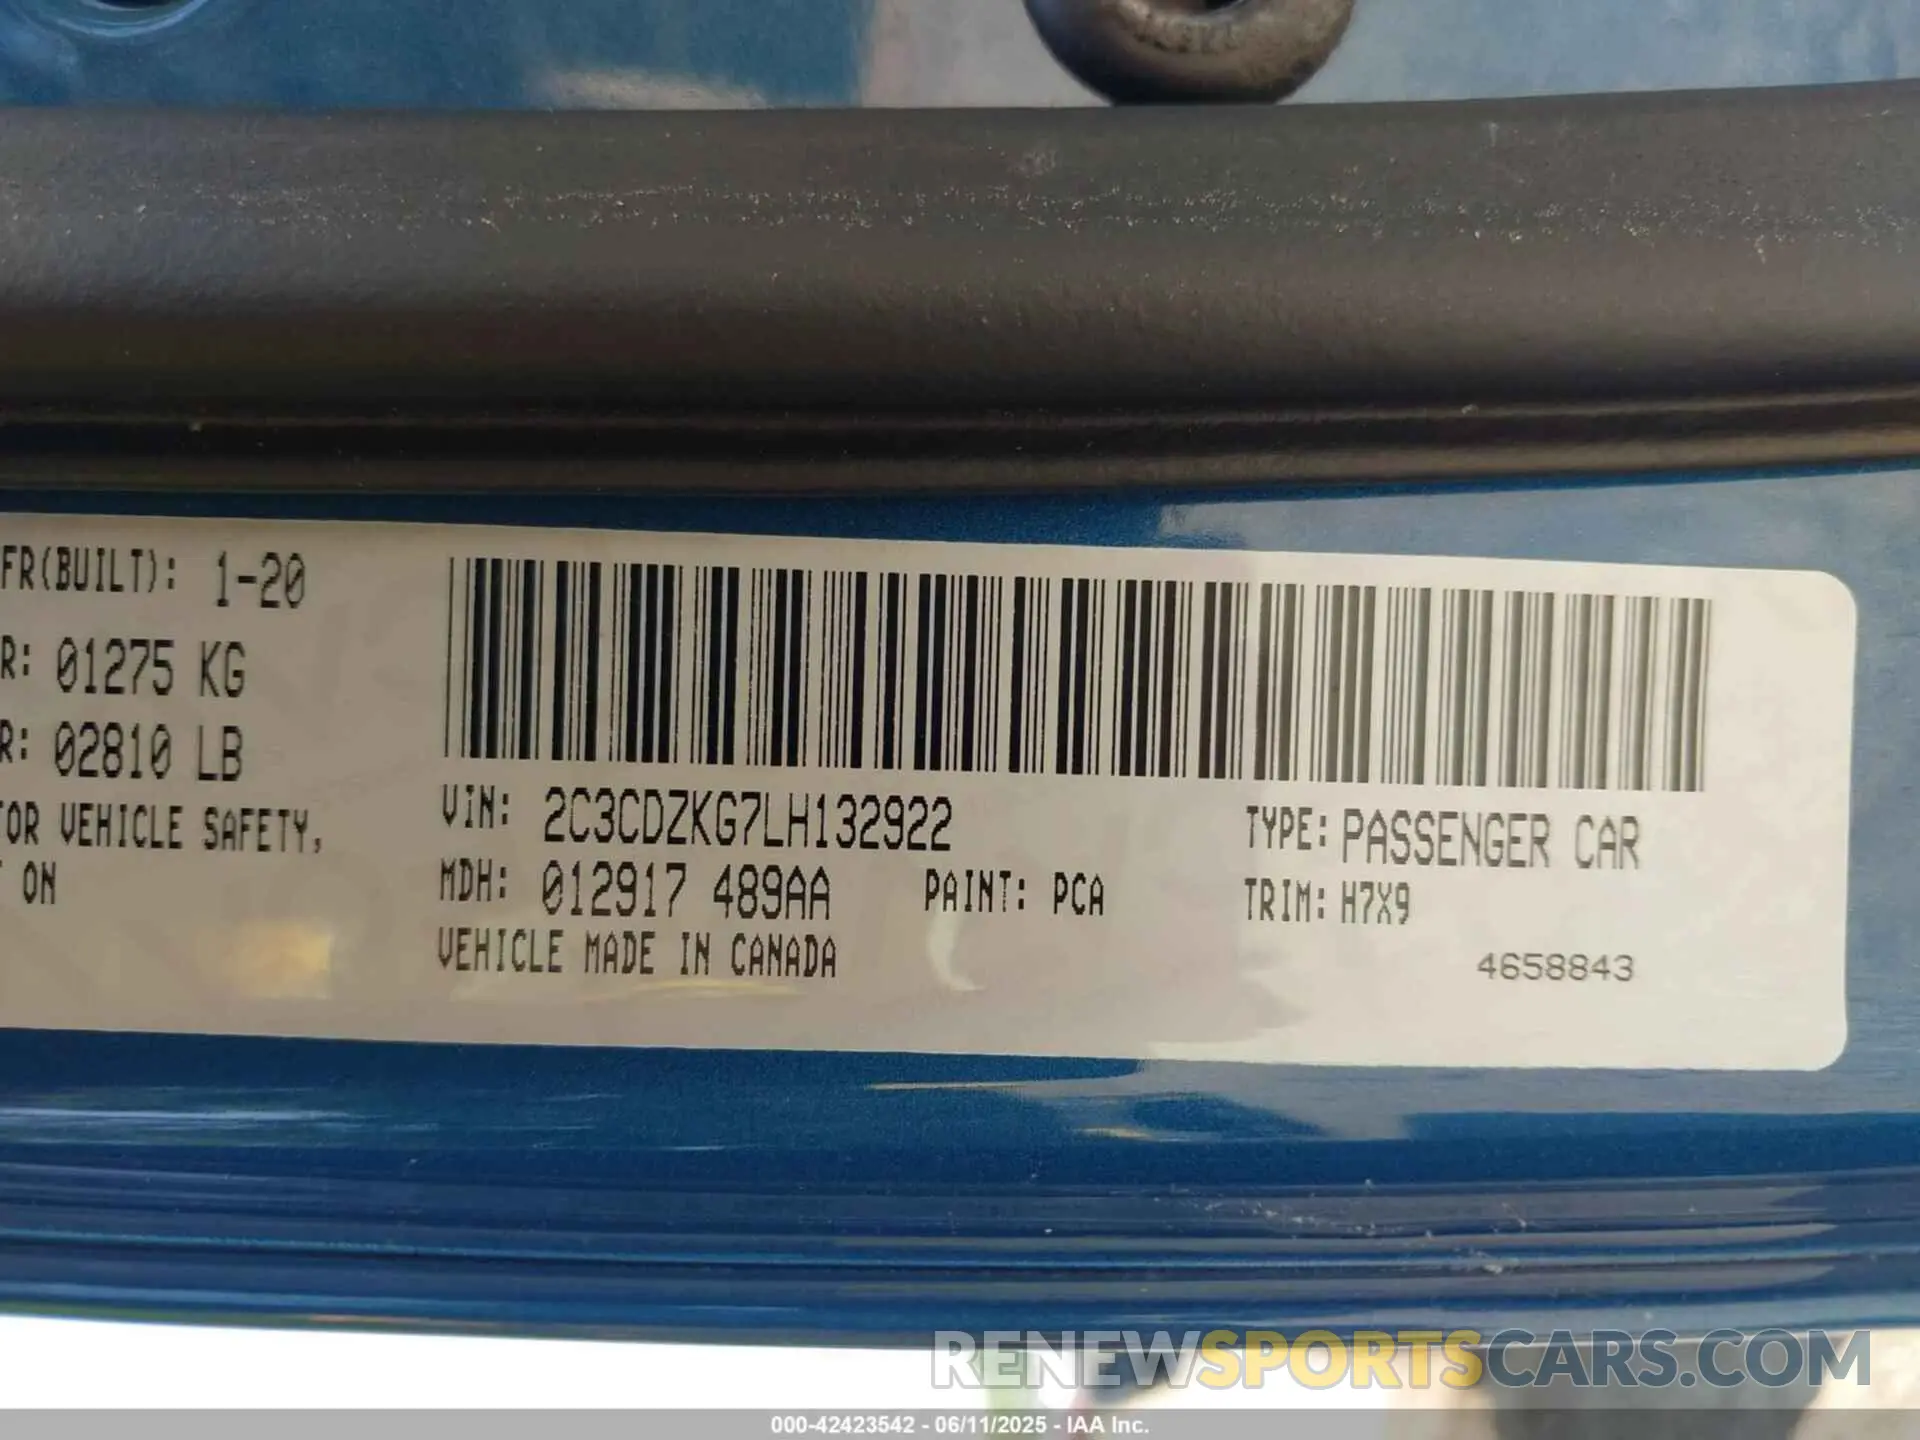 FR(BUILT): 1-20
R: 01275 KG
R: 02810 LB
OR VEHICLE SAFETY,
ON
VIN: 2C3CDZKG7LH132922
TYPE: PASSENGER CAR
MDH: 012917 489AA PAINT: PCA
TRIM: H7X9
VEHICLE MADE IN CANADA
4658843
RENEWSPORTSCARS.COM
000-42423542 - 06/11/2025 - IAA Inc.